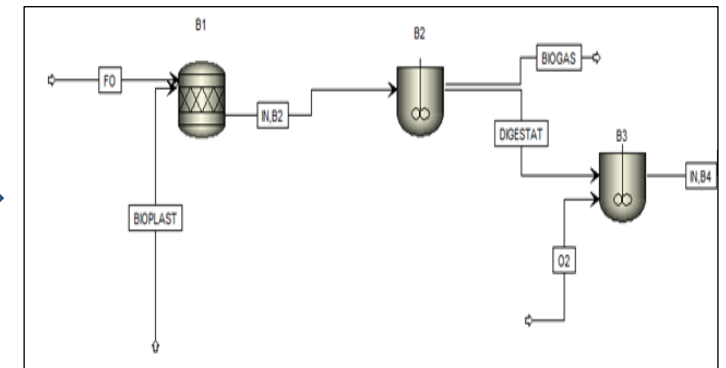 B1
B2
BIOGAS
FO
IN,B2
DIGESTAT
B3
IN,B4
BIOPLAST
O2